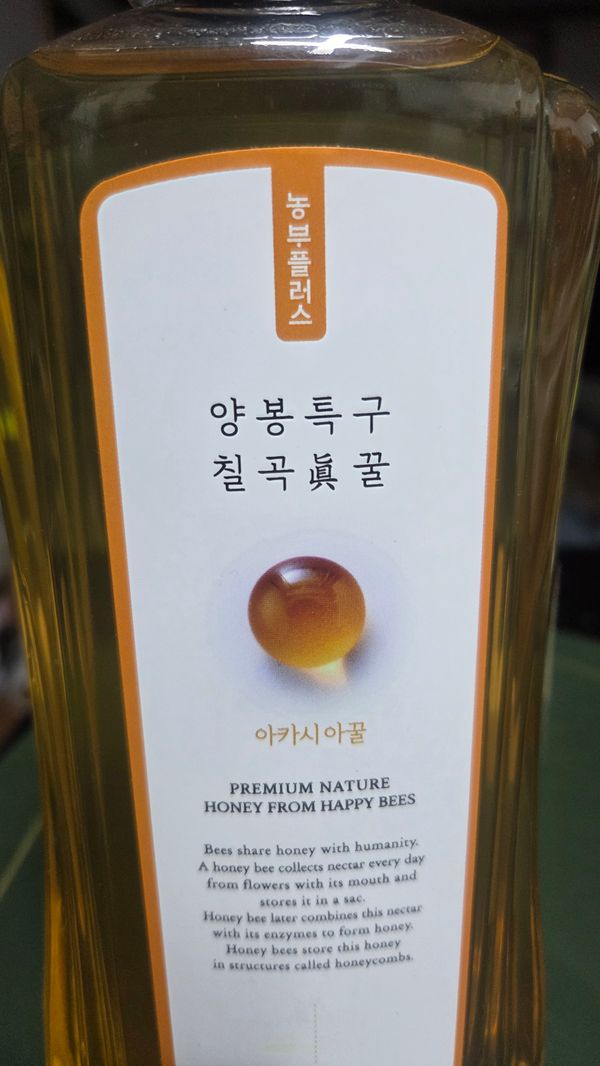 농부플러스
양봉특구
칠곡眞꿀
아카시아꿀
PREMIUM NATURE
HONEY FROM HAPPY BEES
Bees share honey with humanity.
A honey bee collects nectar every day
from flowers with its mouth and
stores it in a sac.
Honey bee later combines this nectar
with its enzymes to form honey.
Honey bees store this honey
in structures called honeycombs.